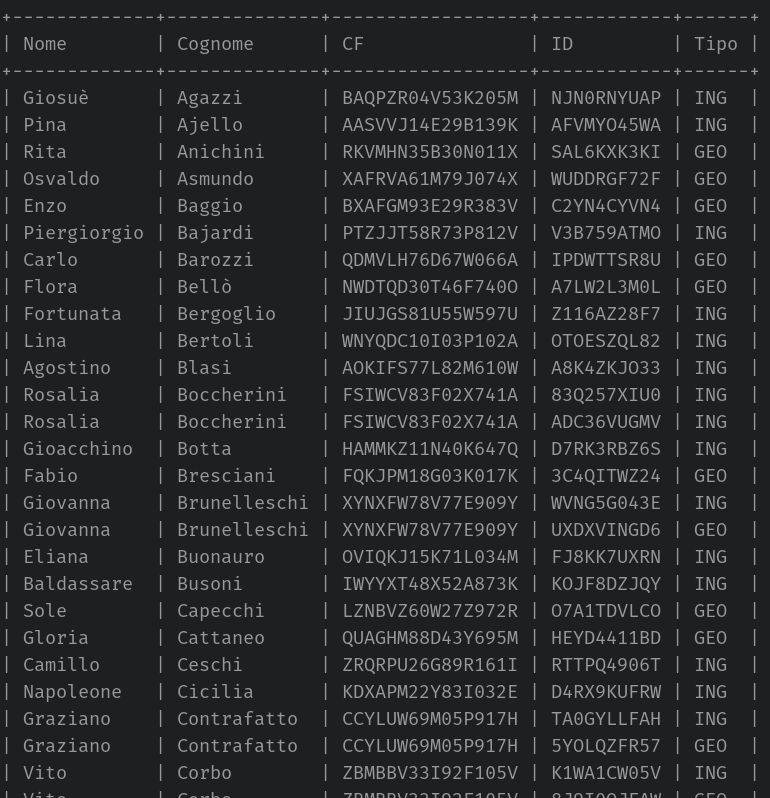 +-------------+--------------+------------------+------------+------+
| Nome        | Cognome      | CF               | ID         | Tipo |
+-------------+--------------+------------------+------------+------+
| Giosuè      | Agazzi       | BAQPZR04V53K205M | NJN0RNYUAP | ING  |
| Pina        | Ajello       | AASVVJ14E29B139K | AFVMYO45WA | ING  |
| Rita        | Anichini     | RKVMHN35B30N011X | SAL6KXK3KI | GEO  |
| Osvaldo     | Asmundo      | XAFRVA61M79J074X | WUDDRGF72F | GEO  |
| Enzo        | Baggio       | BXAFGM93E29R383V | C2YN4CYVN4 | GEO  |
| Piergiorgio | Bajardi      | PTZJJT58R73P812V | V3B759ATMO | ING  |
| Carlo       | Barozzi      | QDMVLH76D67W066A | IPDWTTSR8U | GEO  |
| Flora       | Bellò        | NWDTQD30T46F740O | A7LW2L3M0L | GEO  |
| Fortunata   | Bergoglio    | JIUJGS81U55W597U | Z116AZ28F7 | ING  |
| Lina        | Bertoli      | WNYQDC10I03P102A | OTOESZQL82 | ING  |
| Agostino    | Blasi        | AOKIFS77L82M610W | A8K4ZKJO33 | ING  |
| Rosalia     | Boccherini   | FSIWCV83F02X741A | 83Q257XIU0 | ING  |
| Rosalia     | Boccherini   | FSIWCV83F02X741A | ADC36VUGMV | ING  |
| Gioacchino  | Botta        | HAMMKZ11N40K647Q | D7RK3RBZ6S | ING  |
| Fabio       | Bresciani    | FQKJPM18G03K017K | 3C4QITWZ24 | GEO  |
| Giovanna    | Brunelleschi | XYNXFW78V77E909Y | WVNG5G043E | ING  |
| Giovanna    | Brunelleschi | XYNXFW78V77E909Y | UXDXVINGD6 | GEO  |
| Eliana      | Buonauro     | OVIQKJ15K71L034M | FJ8KK7UXRN | ING  |
| Baldassare  | Busoni       | IWYYXT48X52A873K | KOJF8DZJQY | ING  |
| Sole        | Capecchi     | LZNBVZ60W27Z972R | O7A1TDVLCO | GEO  |
| Gloria      | Cattaneo     | QUAGHM88D43Y695M | HEYD4411BD | GEO  |
| Camillo     | Ceschi       | ZRQRPU26G89R161I | RTTPQ4906T | ING  |
| Napoleone   | Cicilia      | KDXAPM22Y83I032E | D4RX9KUFRW | ING  |
| Graziano    | Contrafatto  | CCYLUW69M05P917H | TA0GYLLFAH | ING  |
| Graziano    | Contrafatto  | CCYLUW69M05P917H | 5YOLQZFR57 | GEO  |
| Vito        | Corbo        | ZBMBBV33I92F105V | K1WA1CW05V | ING  |